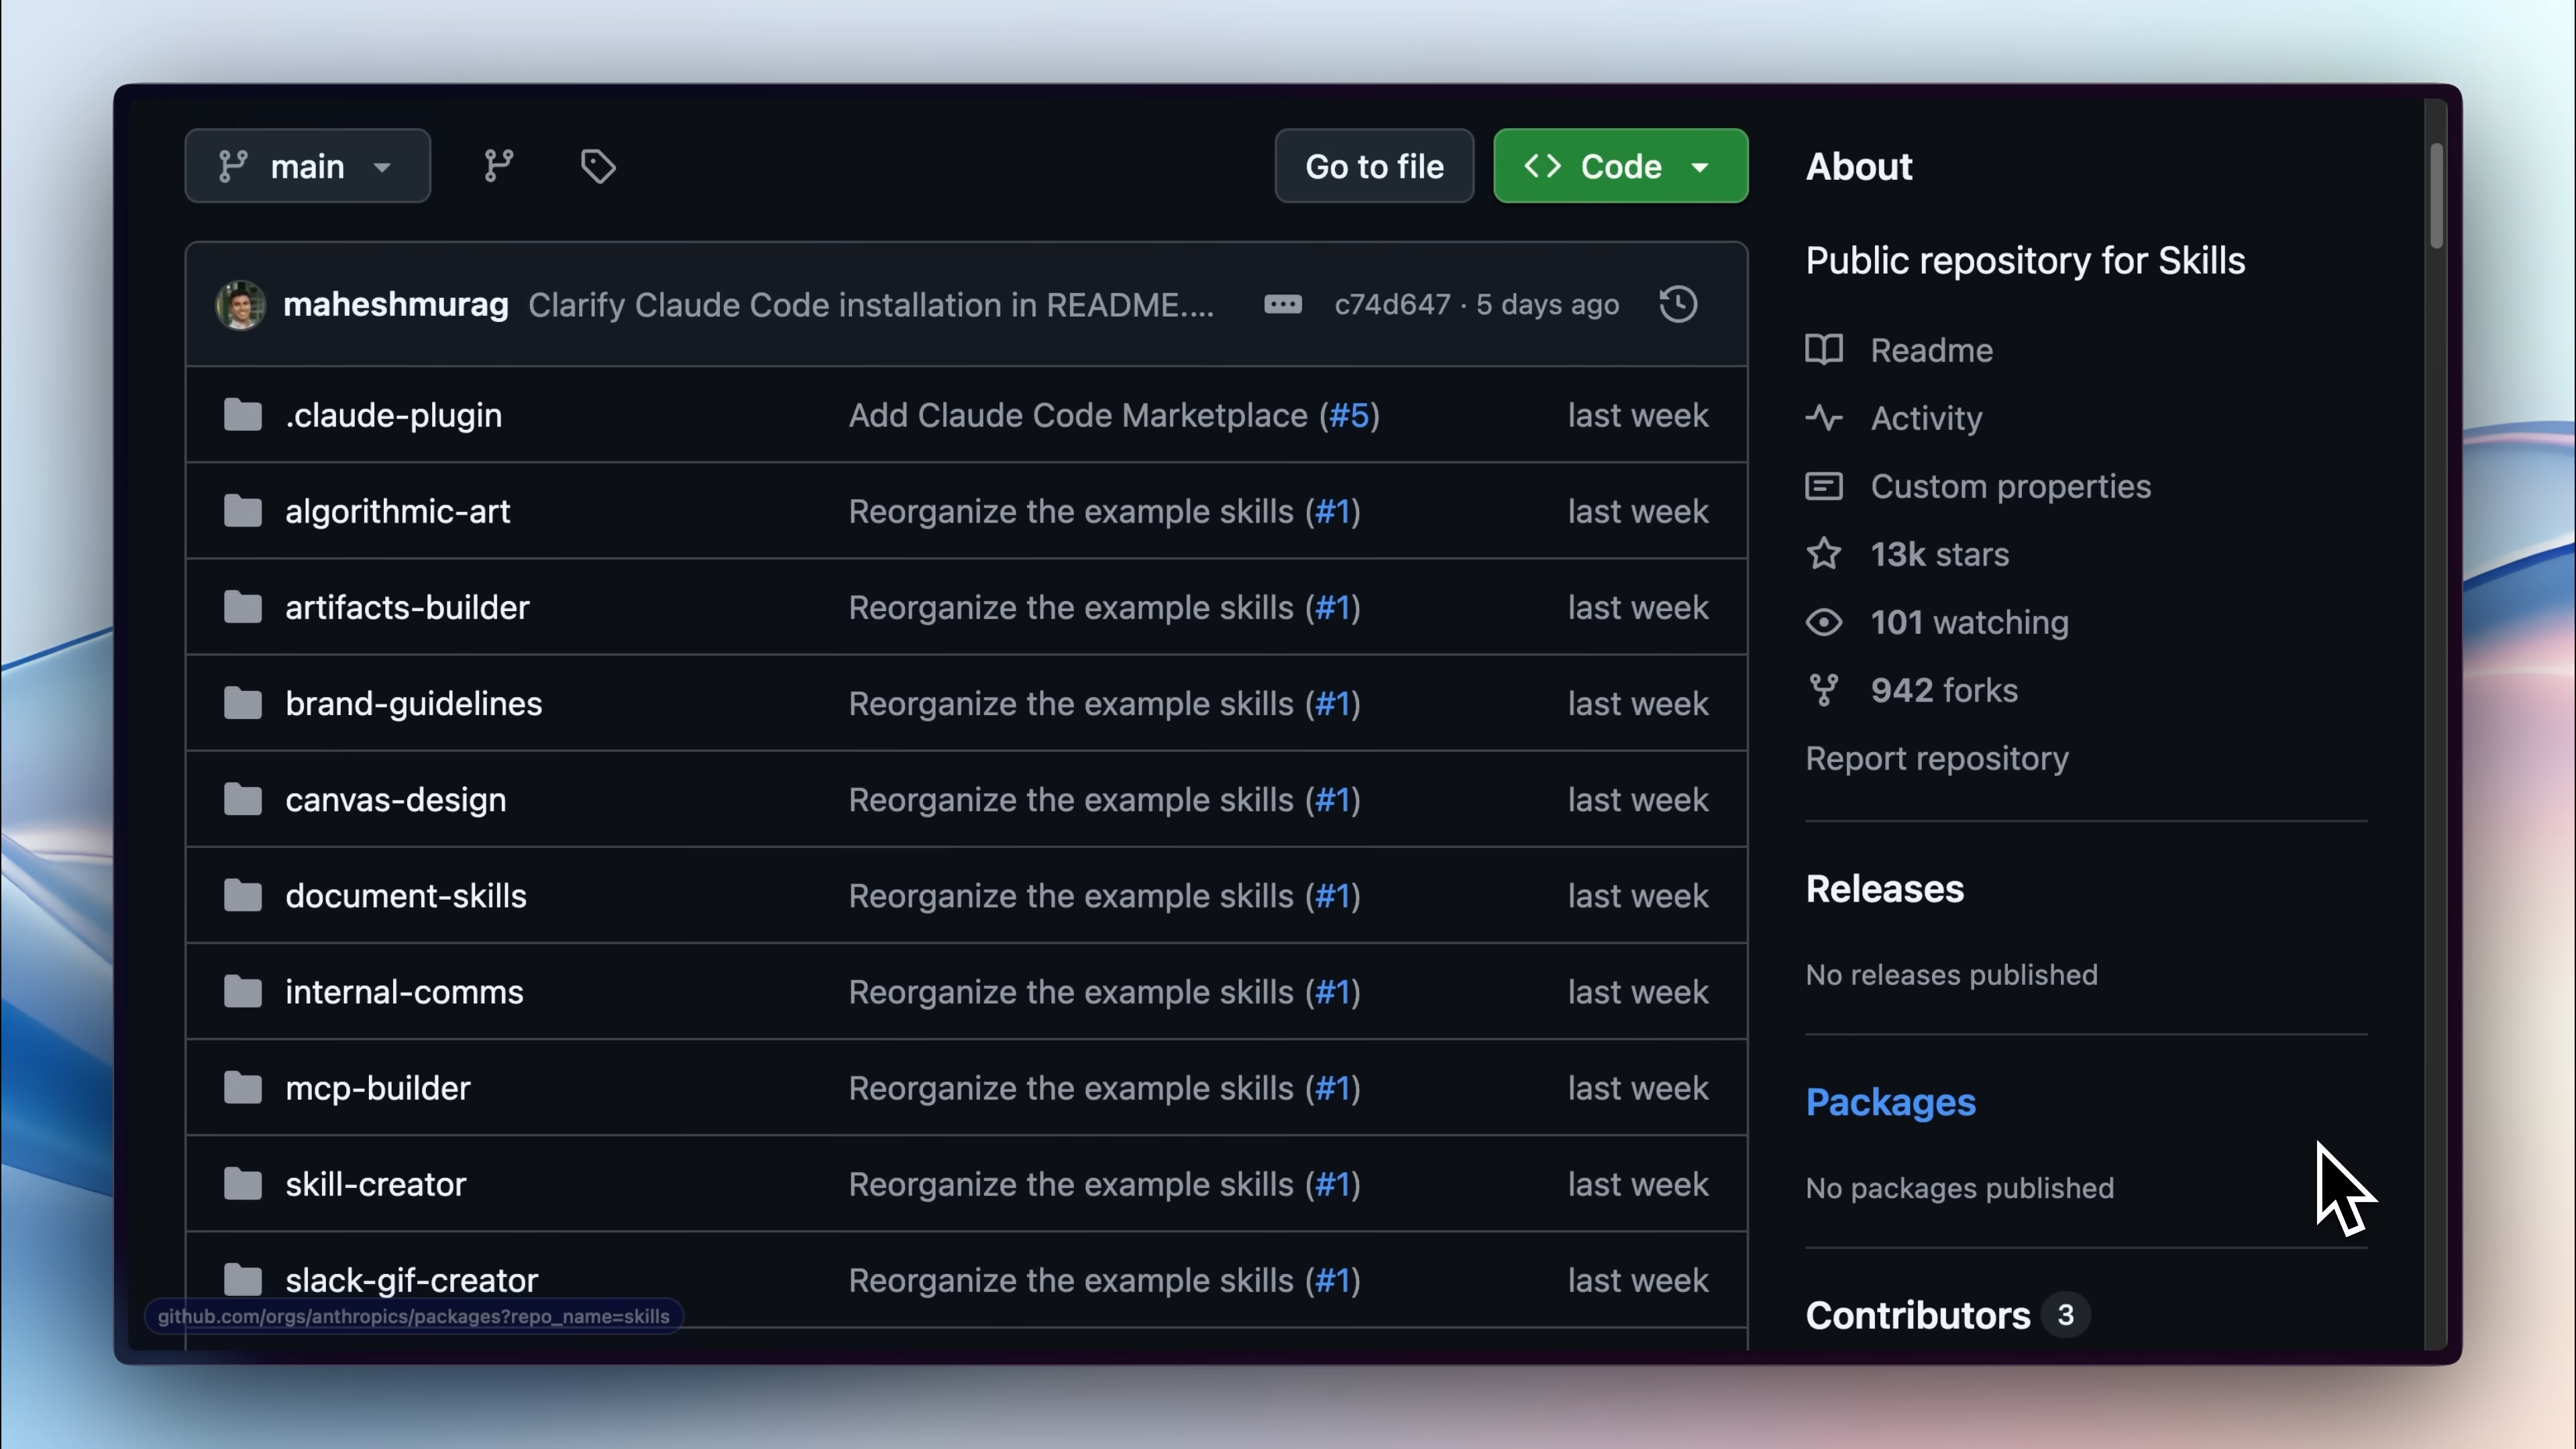 main
Go to file
Code
maheshmurag Clarify Claude Code installation in README.... c74d647 · 5 days ago
.claude-plugin Add Claude Code Marketplace (#5) last week
algorithmic-art Reorganize the example skills (#1) last week
artifacts-builder Reorganize the example skills (#1) last week
brand-guidelines Reorganize the example skills (#1) last week
canvas-design Reorganize the example skills (#1) last week
document-skills Reorganize the example skills (#1) last week
internal-comms Reorganize the example skills (#1) last week
mcp-builder Reorganize the example skills (#1) last week
skill-creator Reorganize the example skills (#1) last week
slack-gif-creator Reorganize the example skills (#1) last week
github.com/orgs/anthropics/packages?repo_name=skills
About
Public repository for Skills
Readme
Activity
Custom properties
13k stars
101 watching
942 forks
Report repository
Releases
No releases published
Packages
No packages published
Contributors 3